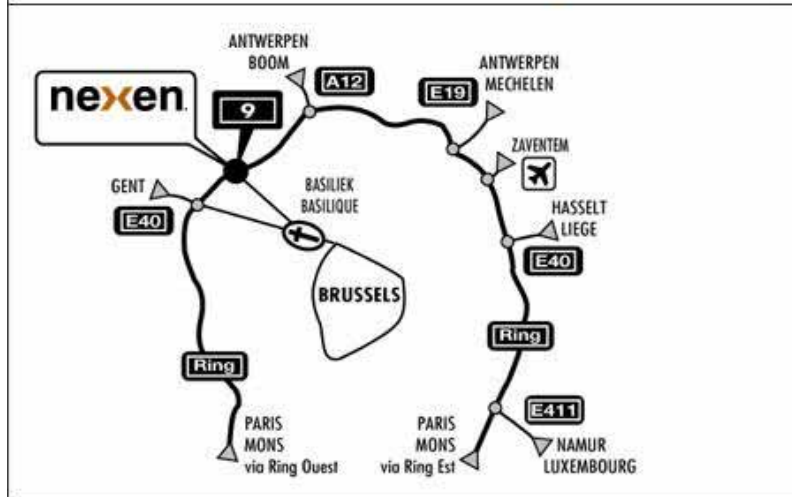 ANTWERPEN
BOOM
A12
ANTWERPEN
MECHELEN
E19
nexen.
9
ZAVENTEM
GENT
E40
BASILIEK
BASILIQUE
HASSELT
LIEGE
E40
BRUSSELS
Ring
Ring
E411
PARIS
MONS
via Ring Ouest
PARIS
MONS
via Ring Est
NAMUR
LUXEMBOURG